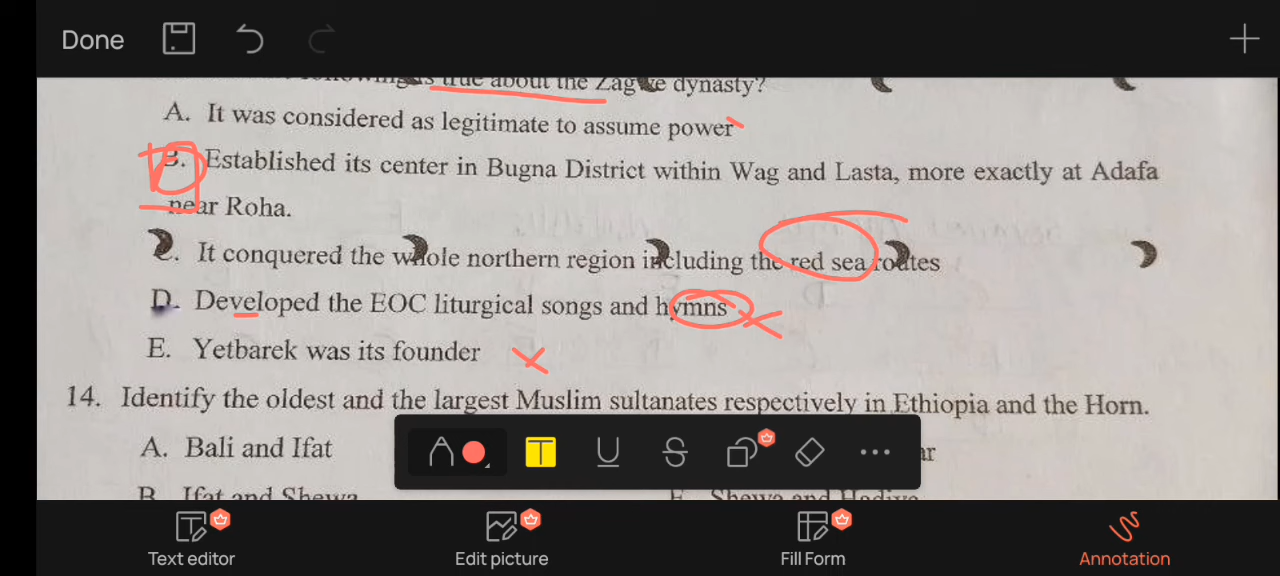 Done
true about the Zagwe dynasty?
A. It was considered as legitimate to assume power
B. Established its center in Bugna District within Wag and Lasta, more exactly at Adafa
near Roha.
C. It conquered the whole northern region including the red sea routes
D. Developed the EOC liturgical songs and hymns
E. Yetbarek was its founder
14. Identify the oldest and the largest Muslim sultanates respectively in Ethiopia and the Horn.
A. Bali and Ifat
B. Ifat and Shewa
E. Shewa and Hadiya
Text editor
Edit picture
Fill Form
Annotation